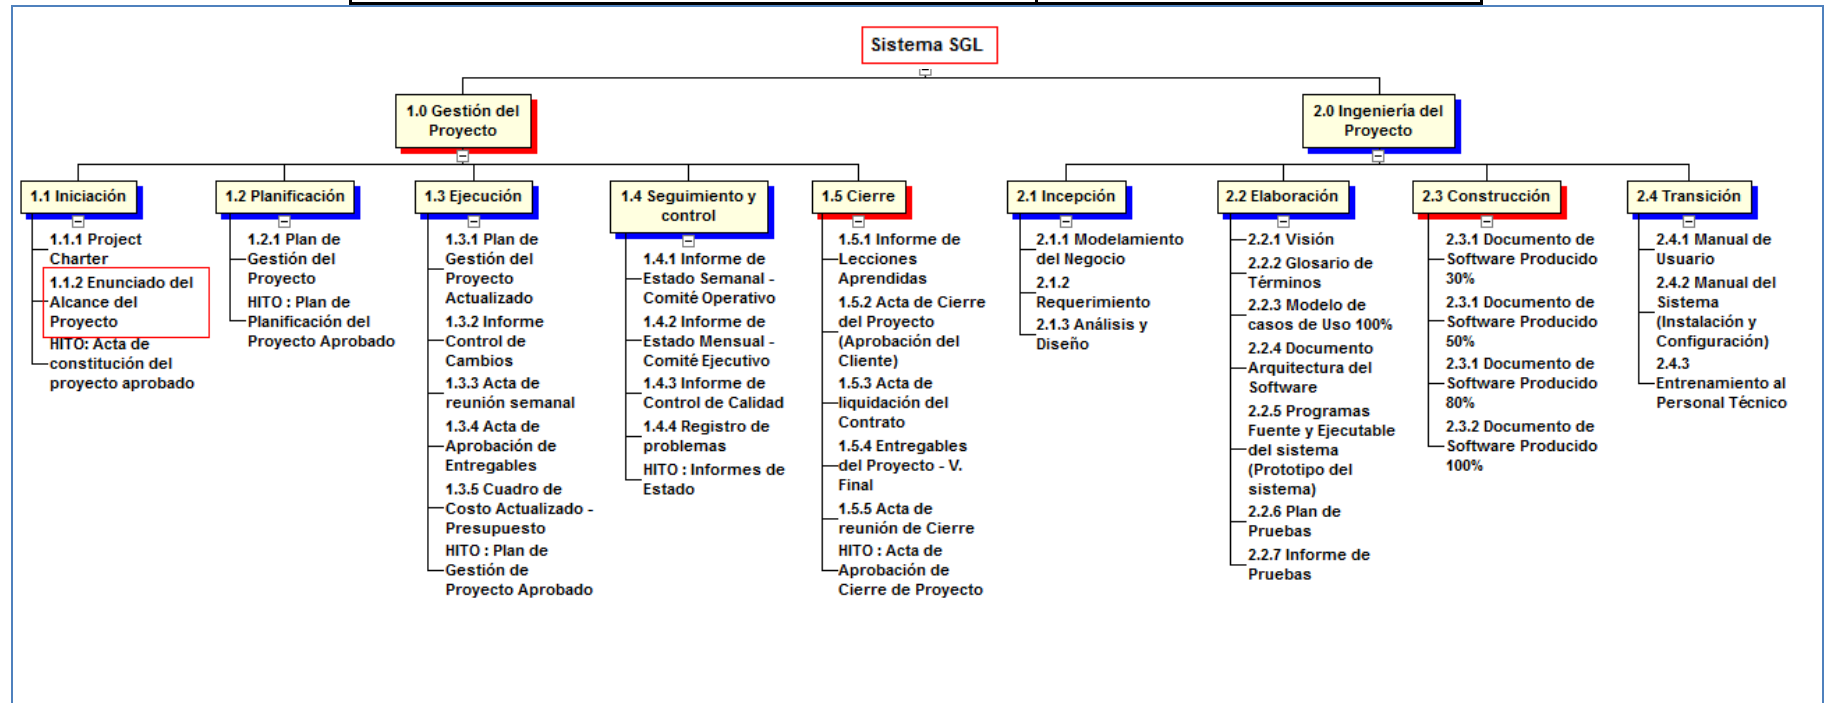 Sistema SGL
1.0 Gestión del
Proyecto
2.0 Ingeniería del
Proyecto
1.1 Iniciación
1.1.1 Project
Charter
1.1.2 Enunciado del
Alcance del
Proyecto
HITO: Acta de
constitución del
proyecto aprobado
1.2 Planificación
1.2.1 Plan de
Gestión del
Proyecto
HITO : Plan de
Planificación del
Proyecto Aprobado
1.3 Ejecución
1.3.1 Plan de
Gestión del
Proyecto
Actualizado
1.3.2 Informe
Control de
Cambios
1.3.3 Acta de
reunión semanal
1.3.4 Acta de
Aprobación de
Entregables
1.3.5 Cuadro de
Costo Actualizado -
Presupuesto
HITO : Plan de
Gestión de
Proyecto Aprobado
1.4 Seguimiento y
control
1.4.1 Informe de
Estado Semanal -
Comité Operativo
1.4.2 Informe de
Estado Mensual -
Comité Ejecutivo
1.4.3 Informe de
Control de Calidad
1.4.4 Registro de
problemas
HITO : Informes de
Estado
1.5 Cierre
1.5.1 Informe de
Lecciones
Aprendidas
1.5.2 Acta de Cierre
del Proyecto
(Aprobación del
Cliente)
1.5.3 Acta de
liquidación del
Contrato
1.5.4 Entregables
del Proyecto - V.
Final
1.5.5 Acta de
reunión de Cierre
HITO : Acta de
Aprobación de
Cierre de Proyecto
2.1 Incepción
2.1.1 Modelamiento
del Negocio
2.1.2
Requerimiento
2.1.3 Análisis y
Diseño
2.2 Elaboración
2.2.1 Visión
2.2.2 Glosario de
Términos
2.2.3 Modelo de
casos de Uso 100%
2.2.4 Documento
Arquitectura del
Software
2.2.5 Programas
Fuente y Ejecutable
del sistema
(Prototipo del
sistema)
2.2.6 Plan de
Pruebas
2.2.7 Informe de
Pruebas
2.3 Construcción
2.3.1 Documento de
Software Producido
30%
2.3.1 Documento de
Software Producido
50%
2.3.1 Documento de
Software Producido
80%
2.3.2 Documento de
Software Producido
100%
2.4 Transición
2.4.1 Manual de
Usuario
2.4.2 Manual del
Sistema
(Instalación y
Configuración)
2.4.3
Entrenamiento al
Personal Técnico